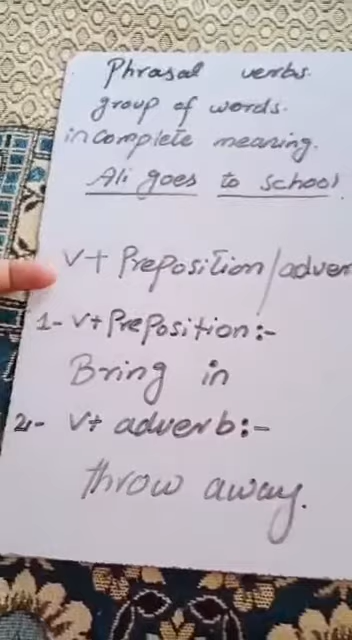 Phrasal verbs.
group of words.
incomplete meaning.
Ali goes to school.
V+ Preposition/adver
1- V+Preposition:-
Bring in
2- V+ adverb:-
throw away.